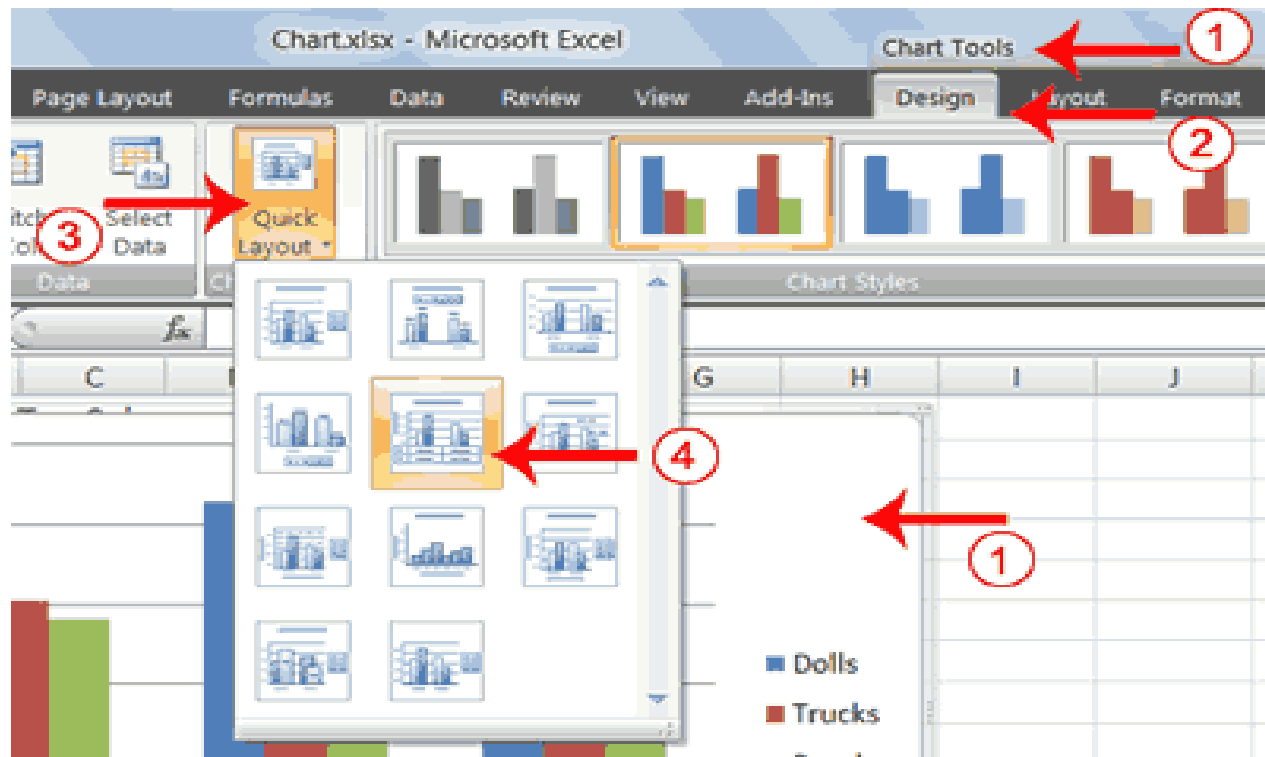 Chart.xlsx - Microsoft Excel
Chart Tools
1
Page Layout Formulas Data Review View Add-Ins Design Layout Format
2
Quick
Layout
3
Select
Data
Data
Chart Styles
fx
C G H I J
4
1
Dolls
Trucks